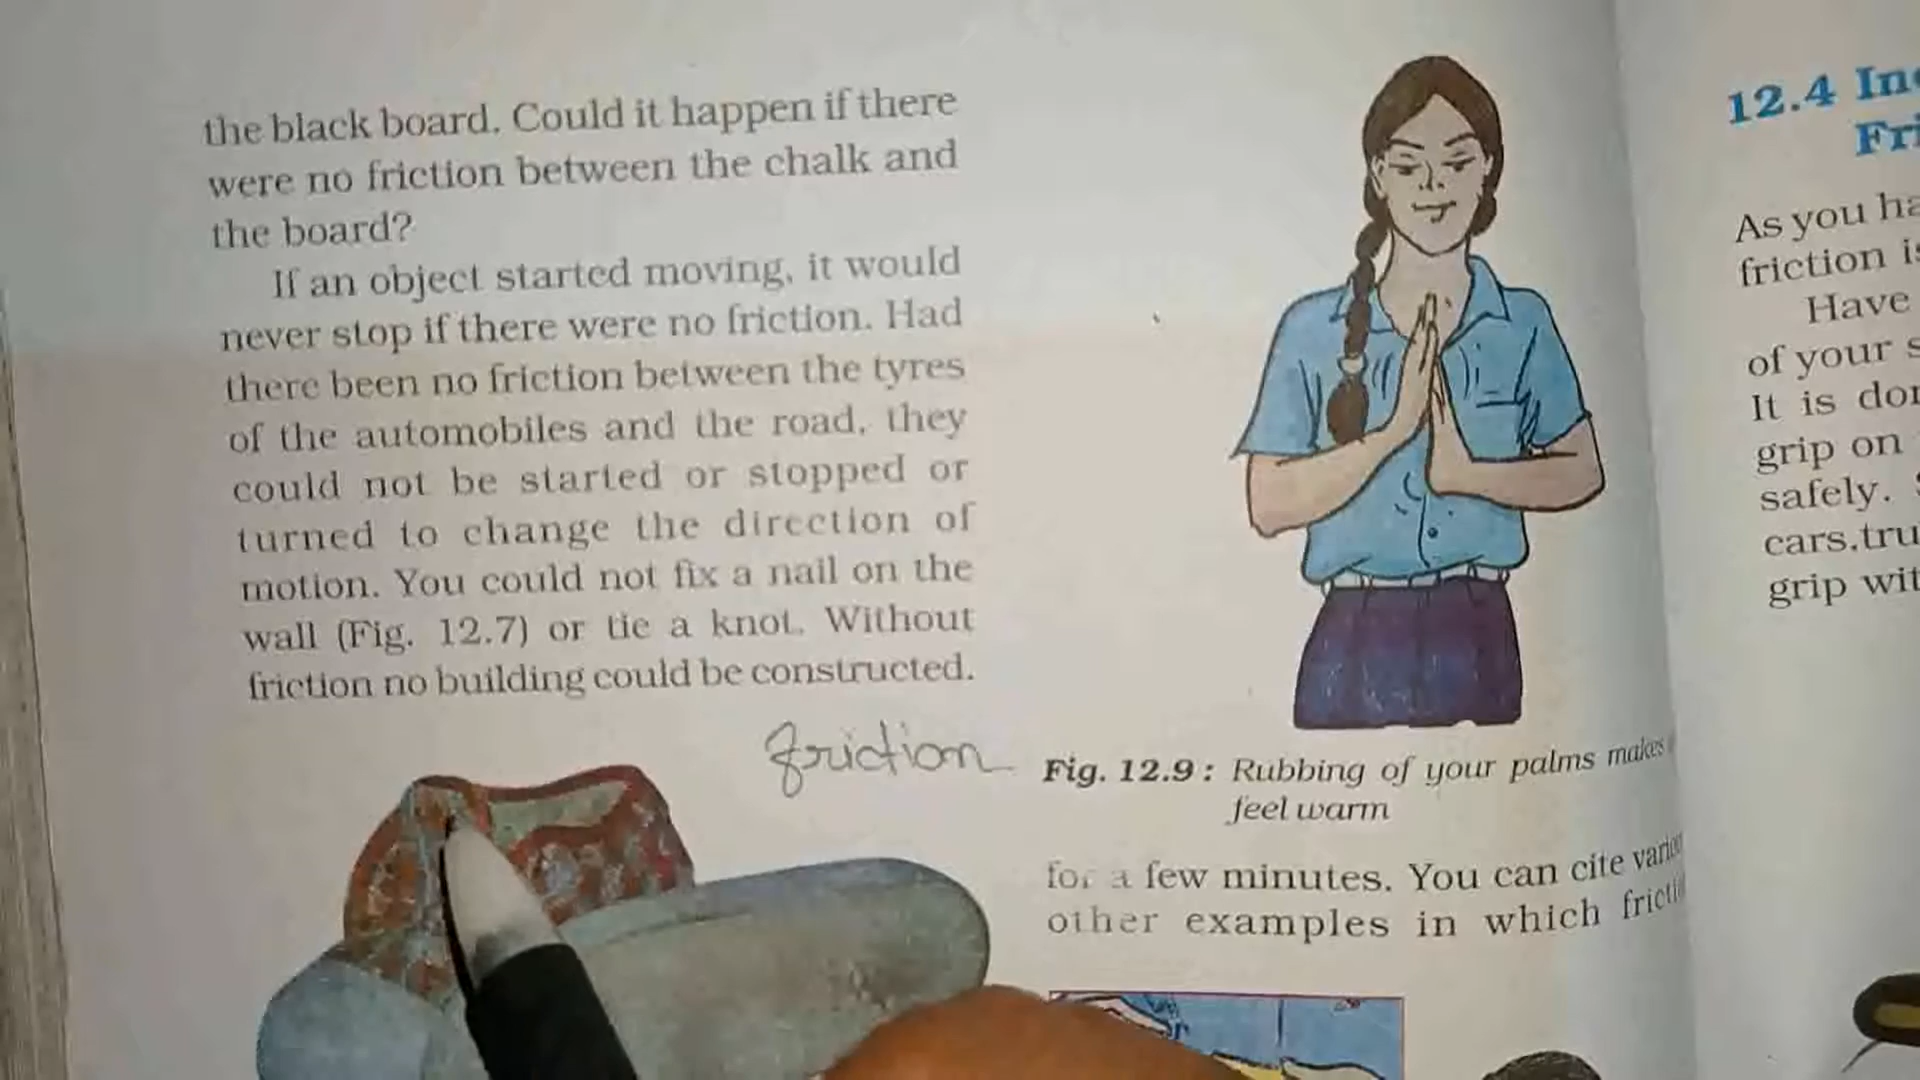 the black board. Could it happen if there
were no friction between the chalk and
the board?
If an object started moving, it would
never stop if there were no friction. Had
there been no friction between the tyres
of the automobiles and the road, they
could not be started or stopped or
turned to change the direction of
motion. You could not fix a nail on the
wall (Fig. 12.7) or tie a knot. Without
friction no building could be constructed.
friction
Fig. 12.9 : Rubbing of your palms makes
feel warm
for a few minutes. You can cite
other examples in which
12.4
As you
friction
Have
of your
It is
grip on
safely.
cars,
grip